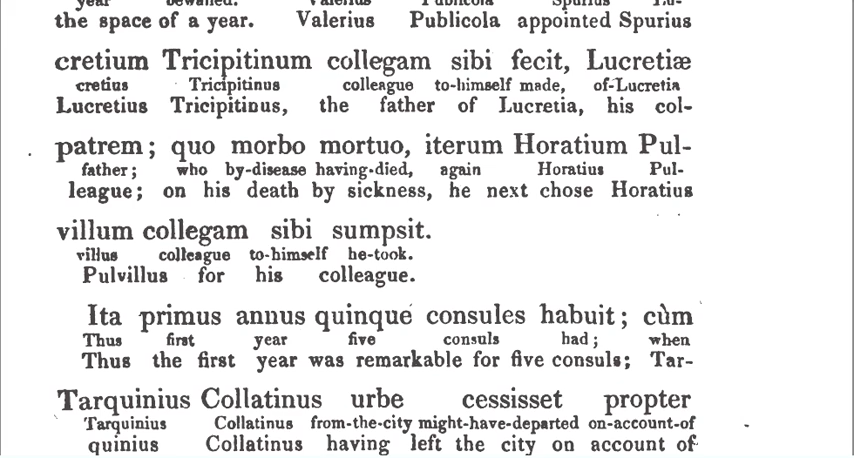 year bewailed. Valerius Publicola Spurius Lu-
the space of a year. Valerius Publicola appointed Spurius
cretium Tricipitinum collegam sibi fecit, Lucretiæ
cretius Tricipitinus colleague to-himself made, of-Lucretia
Lucretius Tricipitinus, the father of Lucretia, his col-
patrem; quo morbo mortuo, iterum Horatium Pul-
father; who by-disease having-died, again Horatius Pul-
league; on his death by sickness, he next chose Horatius
villum collegam sibi sumpsit.
villus colleague to-himself he-took.
Pulvillus for his colleague.
Ita primus annus quinque consules habuit; cùm
Thus first year five consuls had; when
Thus the first year was remarkable for five consuls; Tar-
Tarquinius Collatinus urbe cessisset propter
Tarquinius Collatinus from-the-city might-have-departed on-account-of
quinius Collatinus having left the city on account of